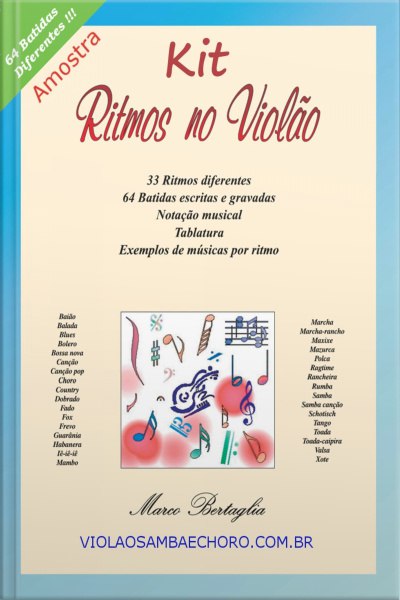 64 Batidas
Diferentes !!!
Amostra
Kit
Ritmos no Violão
33 Ritmos diferentes
64 Batidas escritas e gravadas
Notação musical
Tablatura
Exemplos de músicas por ritmo
Baião
Balada
Blues
Bolero
Bossa nova
Canção
Canção pop
Choro
Country
Dobrado
Fado
Fox
Frevo
Guarânia
Habanera
Iê-iê-iê
Mambo
Marcha
Marcha-rancho
Maxixe
Mazurca
Polca
Ragtime
Rancheira
Rumba
Samba
Samba canção
Schotisch
Tango
Toada
Toada-caipira
Valsa
Xote
Marco Bertaglia
VIOLAOSAMBAECHORO.COM.BR